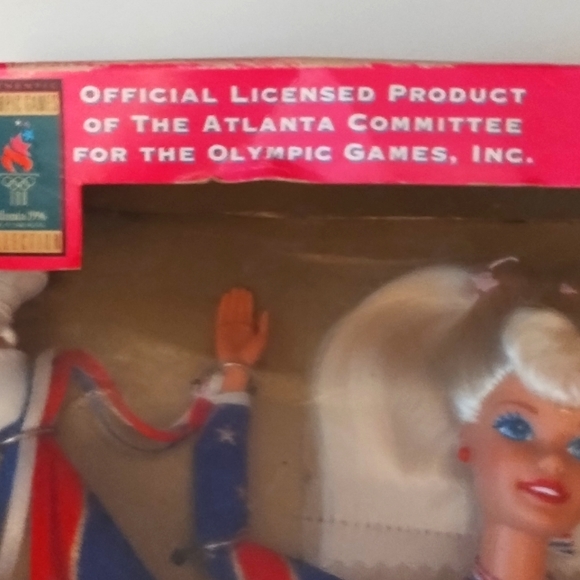 OFFICIAL LICENSED PRODUCT
OF THE ATLANTA COMMITTEE
FOR THE OLYMPIC GAMES, INC.